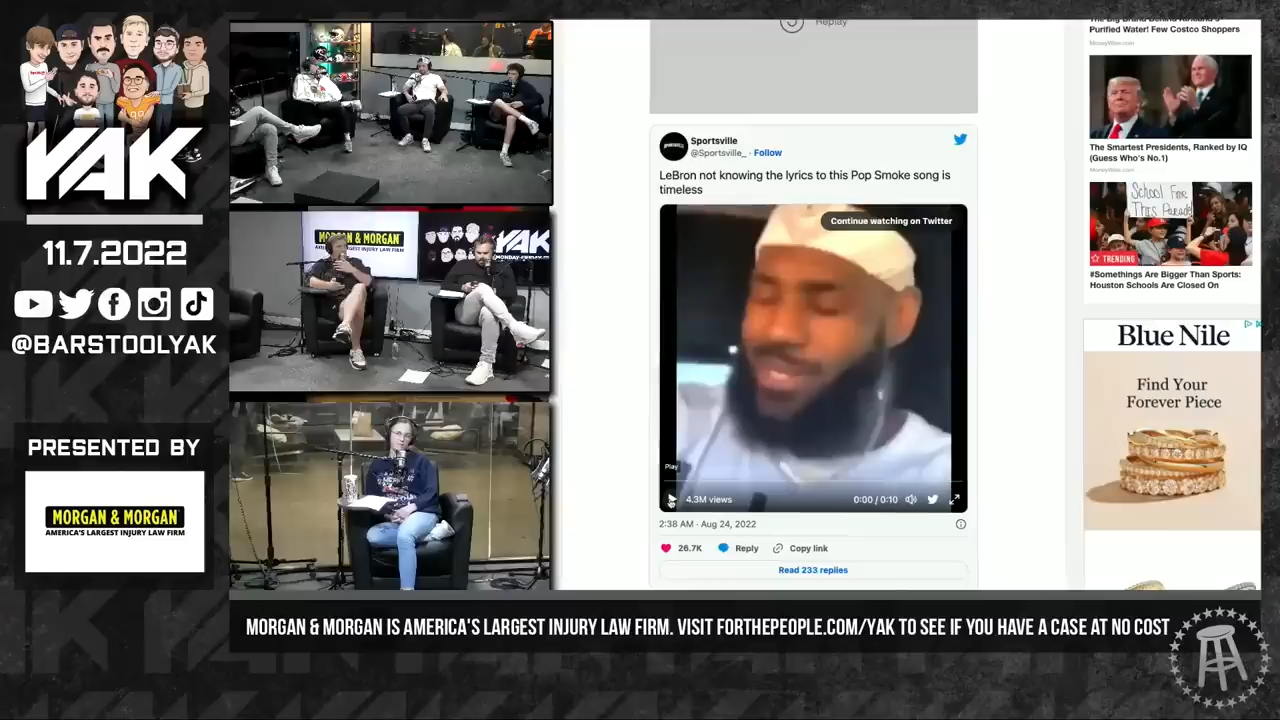 YAK
11.7.2022
@BARSTOOLYAK
PRESENTED BY
MORGAN & MORGAN
AMERICA'S LARGEST INJURY LAW FIRM
MORGAN & MORGAN
YAK
MONDAY-FRIDAY
Replay
Sportsville
@Sportsville_ · Follow
LeBron not knowing the lyrics to this Pop Smoke song is
timeless
Continue watching on Twitter
Play
4.3M views
0:00 / 0:10
2:38 AM · Aug 24, 2022
26.7K
Reply
Copy link
Read 233 replies
Purified Water! Few Costco Shoppers
MoneyWise.com
The Smartest Presidents, Ranked by IQ
(Guess Who's No.1)
MoneyWise.com
School For
This Parade!
TRENDING
#Somethings Are Bigger Than Sports:
Houston Schools Are Closed On
Blue Nile
Find Your
Forever Piece
MORGAN & MORGAN IS AMERICA'S LARGEST INJURY LAW FIRM. VISIT FORTHEPEOPLE.COM/YAK TO SEE IF YOU HAVE A CASE AT NO COST